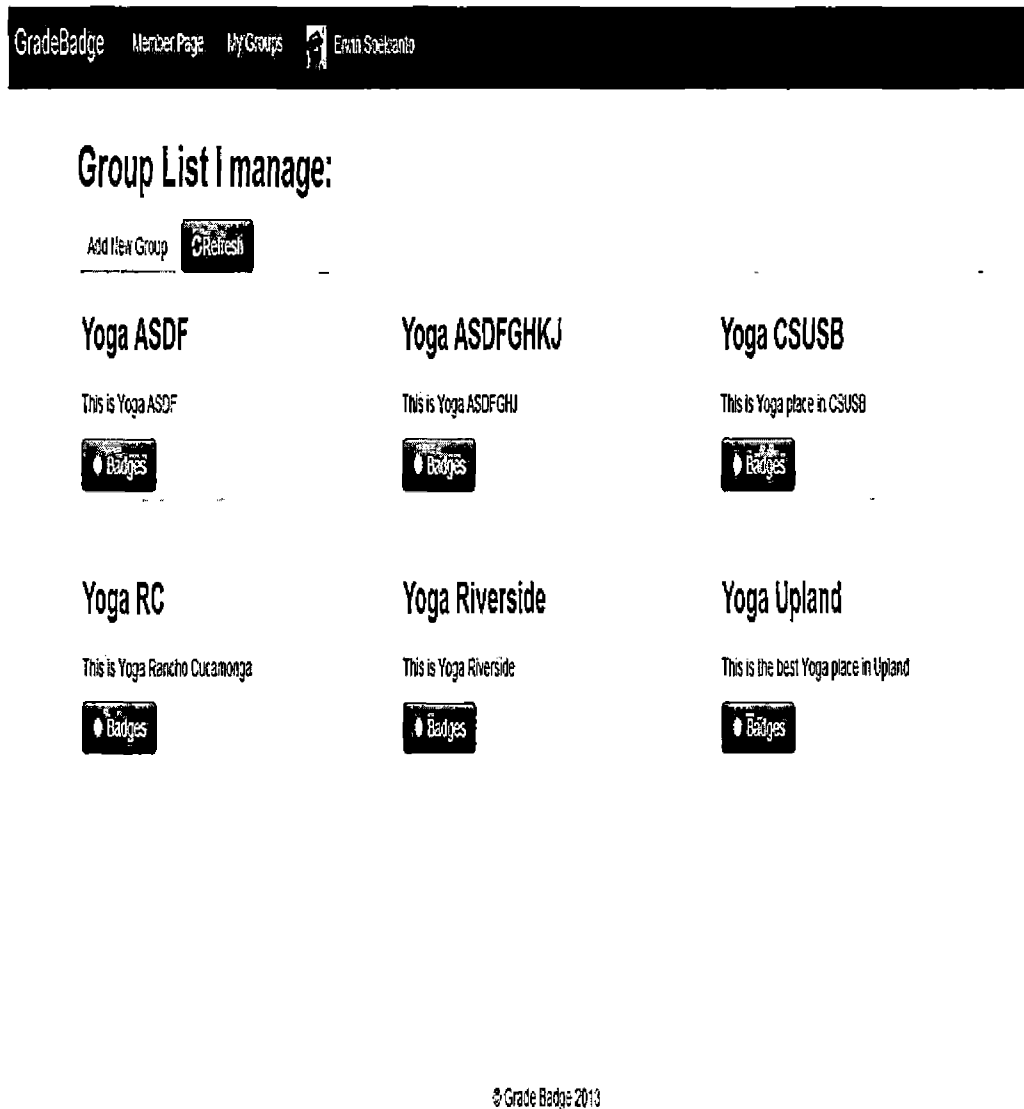 GradeBadge Member Page My Groups Erwin Soekianto
Group List I manage:
Add New Group Refresh
Yoga ASDF Yoga ASDFGHKJ Yoga CSUSB
This is Yoga ASDF This is Yoga ASDFGHJ This is Yoga place in CSUSB
Badges Badges Badges
Yoga RC Yoga Riverside Yoga Upland
This is Yoga Rancho Cucamonga This is Yoga Riverside This is the best Yoga place in Upland
Badges Badges Badges
© Grade Badge 2013